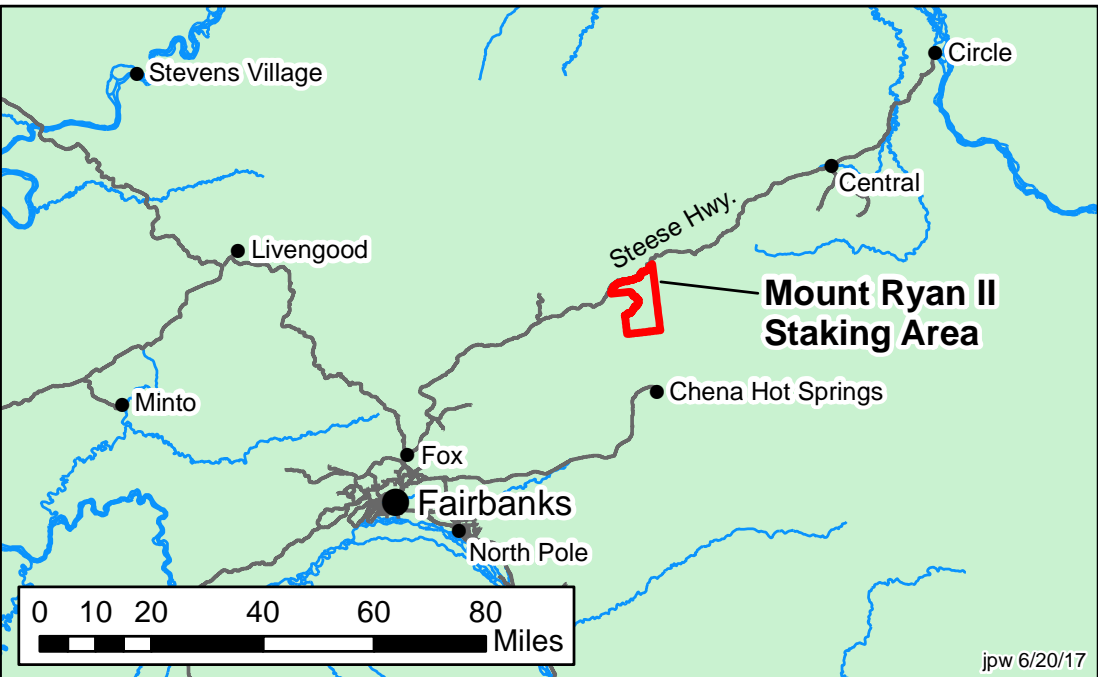 Circle
Stevens Village
Central
Steese Hwy.
Livengood
Mount Ryan II
Staking Area
Chena Hot Springs
Minto
Fox
Fairbanks
North Pole
0 10 20 40 60 80
Miles
jpw 6/20/17